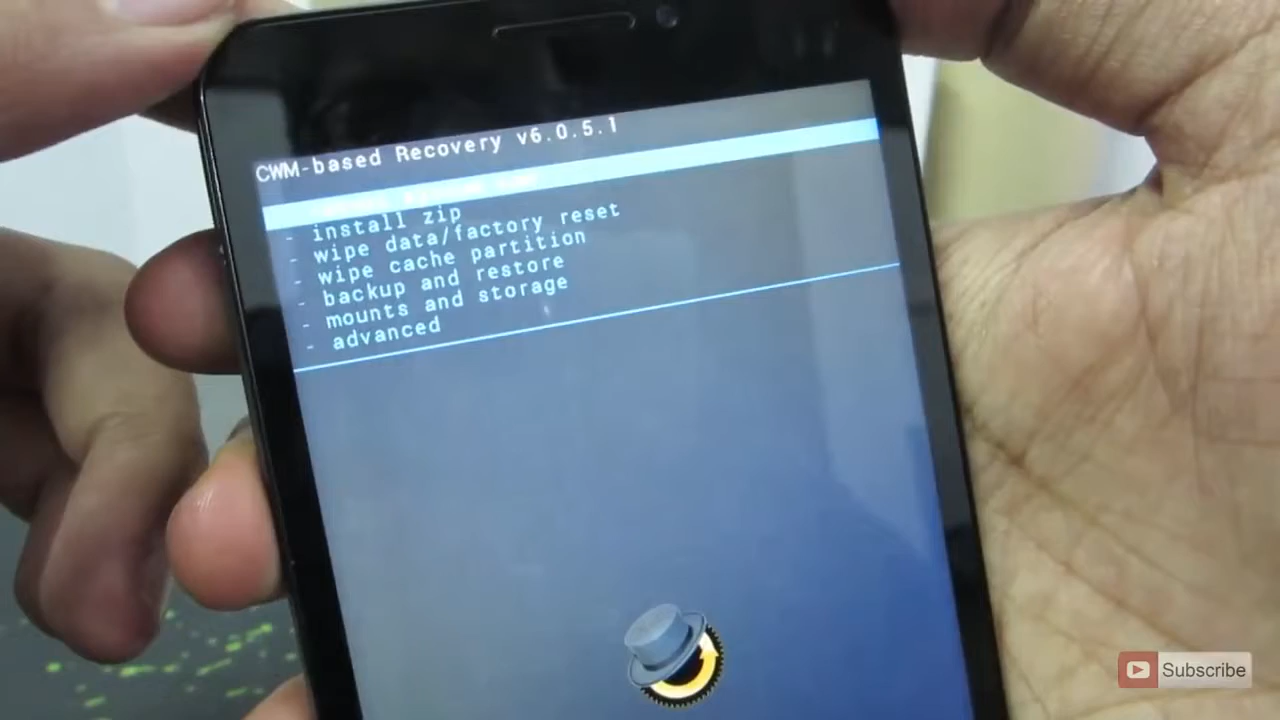 CWM-based Recovery v6.0.5.1
- install zip
- wipe data/factory reset
- wipe cache partition
- backup and restore
- mounts and storage
- advanced
Subscribe